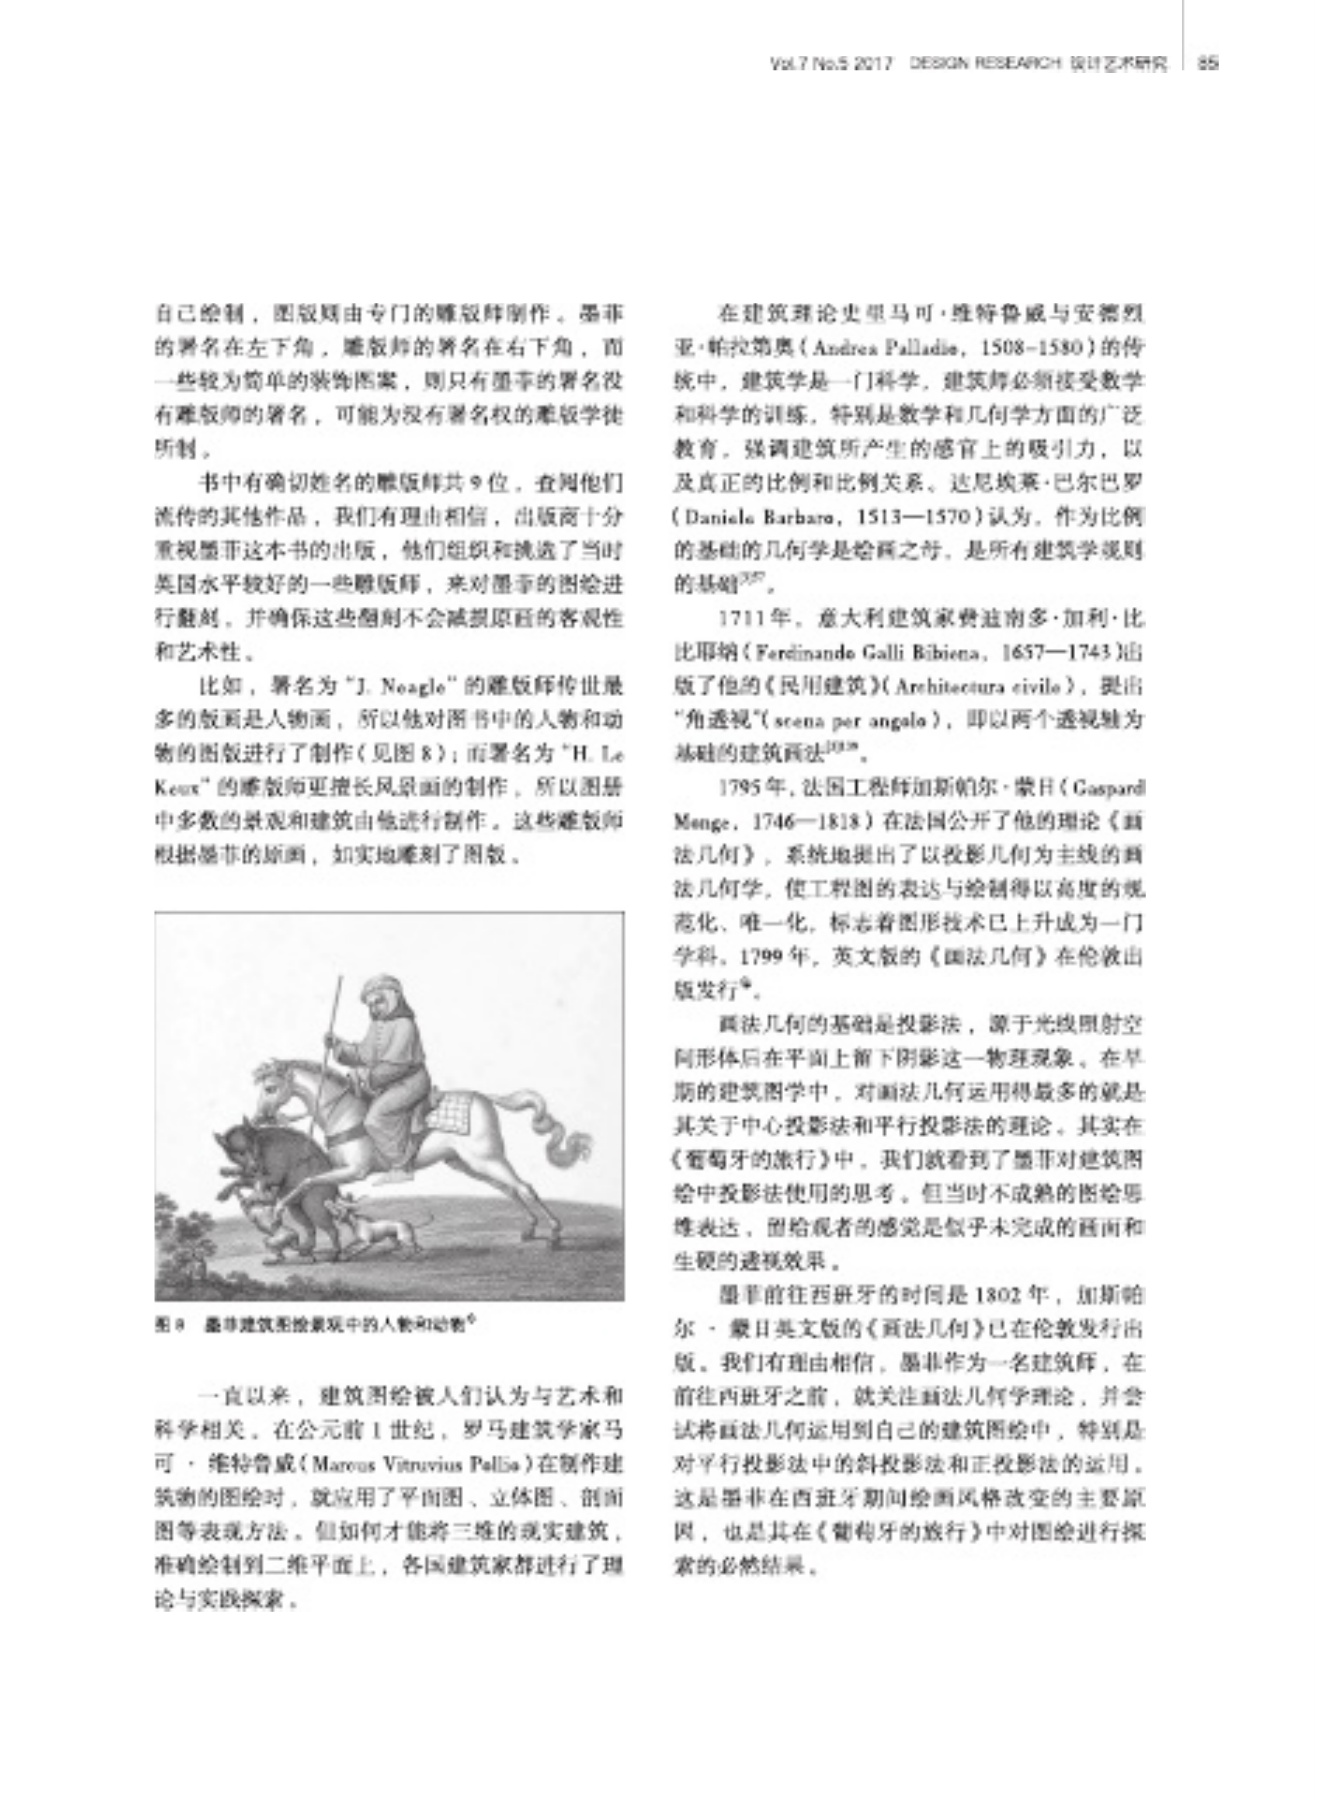 Vol.7 No.5 2017 DESIGN RESEARCH 设计艺术研究 85
自己绘制，图版则由专门的雕版师制作。墨菲
的署名在左下角，雕版师的署名在右下角，而
一些较为简单的装饰图案，则只有墨菲的署名没
有雕版师的署名，可能为没有署名权的雕版学徒
所制。
书中有确切姓名的雕版师共9位，查阅他们
流传的其他作品，我们有理由相信，出版商十分
重视墨菲这本书的出版，他们组织和挑选了当时
英国水平较好的一些雕版师，来对墨菲的图绘进
行翻刻，并确保这些翻刻不会减损原画的客观性
和艺术性。
比如，署名为“J. Neagle“的雕版师传世最
多的版画是人物画，所以他对图书中的人物和动
物的图版进行了制作（见图8）；而署名为“H. Le
Keux”的雕版师更擅长风景画的制作，所以图册
中多数的景观和建筑由他进行制作。这些雕版师
根据墨菲的原画，如实地雕刻了图版。
图8 墨菲建筑图绘景观中的人物和动物
一直以来，建筑图绘被人们认为与艺术和
科学相关。在公元前1世纪，罗马建筑学家马
可·维特鲁威（Marcus Vitruvius Pollio）在制作建
筑物的图绘时，就应用了平面图、立体图、剖面
图等表现方法。但如何才能将三维的现实建筑，
准确绘制到二维平面上，各国建筑家都进行了理
论与实践探索。
在建筑理论史里马可·维特鲁威与安德烈
亚·帕拉第奥（Andrea Palladio，1508-1580）的传
统中，建筑学是一门科学，建筑师必须接受数学
和科学的训练，特别是数学和几何学方面的广泛
教育，强调建筑所产生的感官上的吸引力，以
及真正的比例和比例关系。达尼埃莱·巴尔巴罗
（Daniele Barbaro，1513—1570）认为，作为比例
的基础的几何学是绘画之母，是所有建筑学规则
的基础。
1711年，意大利建筑家费迪南多·加利·比
比耶纳（Ferdinando Galli Bibiena，1657—1743）出
版了他的《民用建筑》（Architectura civile），提出
“角透视”（scena per angolo），即以两个透视轴为
基础的建筑画法。
1795年，法国工程师加斯帕尔·蒙日（Gaspard
Monge，1746—1818）在法国公开了他的理论《画
法几何》，系统地提出了以投影几何为主线的画
法几何学，使工程图的表达与绘制得以高度的规
范化、唯一化，标志着图形技术已上升成为一门
学科。1799年，英文版的《画法几何》在伦敦出
版发行。
画法几何的基础是投影法，源于光线照射空
间形体后在平面上留下阴影这一物理现象。在早
期的建筑图学中，对画法几何运用得最多的就是
其关于中心投影法和平行投影法的理论。其实在
《葡萄牙的旅行》中，我们就看到了墨菲对建筑图
绘中投影法使用的思考。但当时不成熟的图绘思
维表达，留给观者的感觉是似乎未完成的画面和
生硬的透视效果。
墨菲前往西班牙的时间是1802年，加斯帕
尔·蒙日英文版的《画法几何》已在伦敦发行出
版。我们有理由相信，墨菲作为一名建筑师，在
前往西班牙之前，就关注画法几何学理论，并尝
试将画法几何运用到自己的建筑图绘中，特别是
对平行投影法中的斜投影法和正投影法的运用。
这是墨菲在西班牙期间绘画风格改变的主要原
因，也是其在《葡萄牙的旅行》中对图绘进行探
索的必然结果。